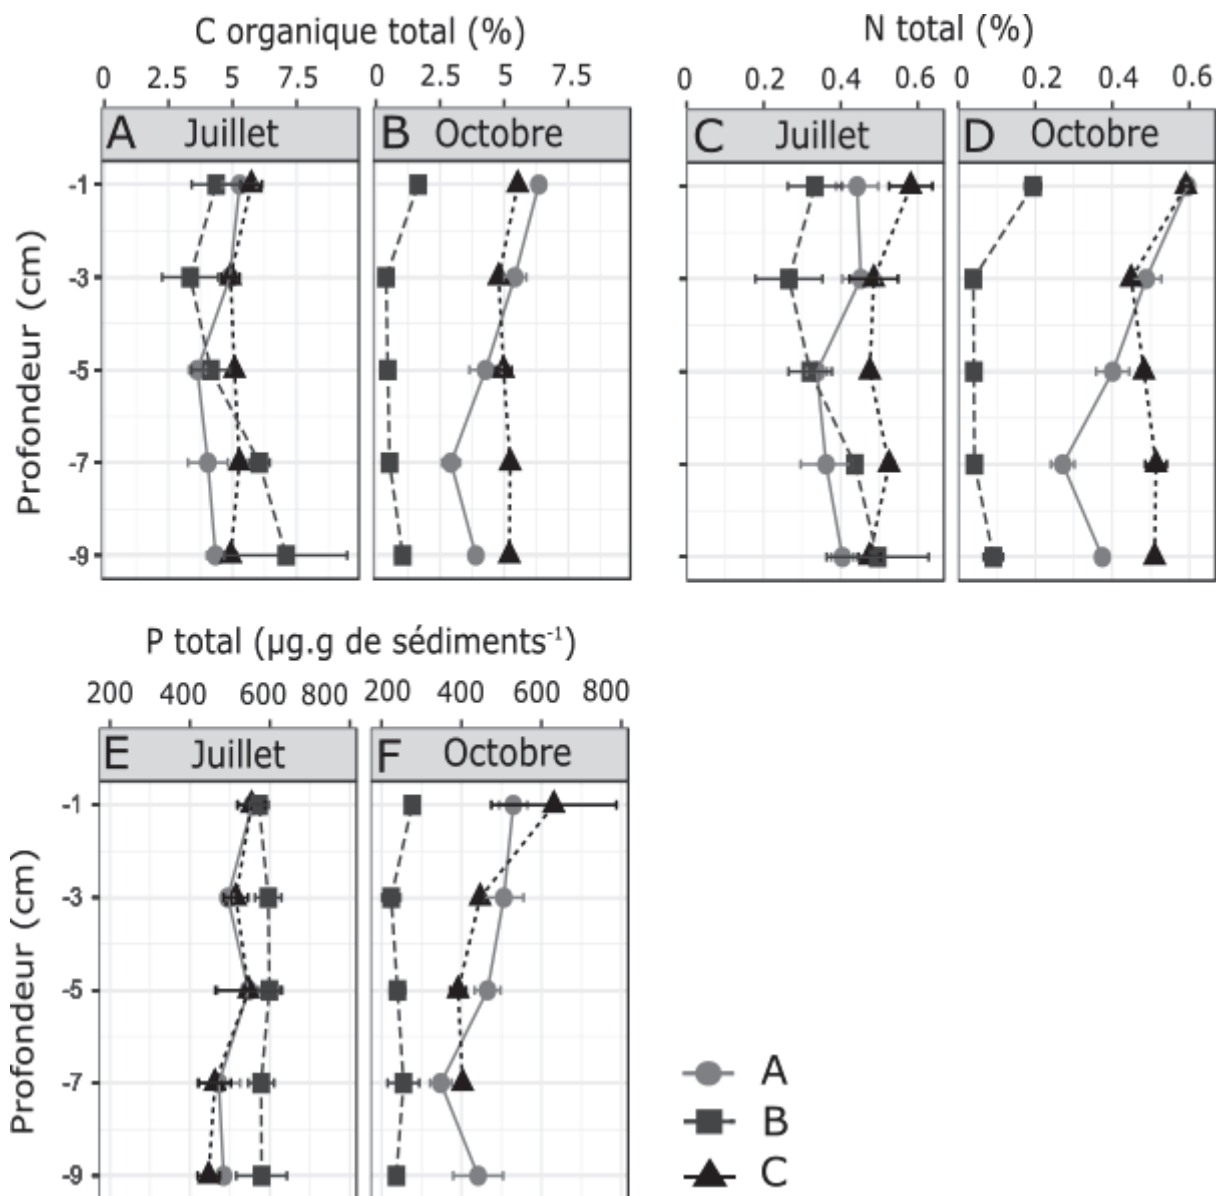 C organique total (%)
N total (%)
0 2.5 5 7.5 0 2.5 5 7.5
0 0.2 0.4 0.6 0 0.2 0.4 0.6
A Juillet B Octobre
C Juillet D Octobre
Profondeur (cm)
-1
-3
-5
-7
-9
P total (µg.g de sédiments⁻¹)
200 400 600 800 200 400 600 800
E Juillet F Octobre
Profondeur (cm)
-1
-3
-5
-7
-9
A
B
C